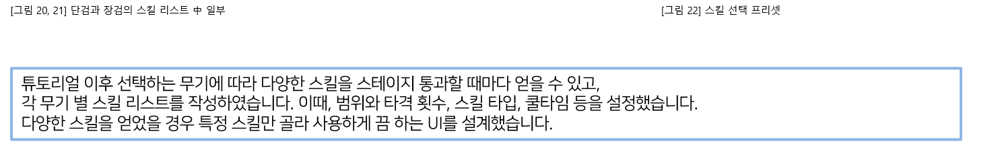 [그림 20, 21] 단검과 장검의 스킬 리스트 中 일부
[그림 22] 스킬 선택 프리셋
튜토리얼 이후 선택하는 무기에 따라 다양한 스킬을 스테이지 통과할 때마다 얻을 수 있고,
각 무기 별 스킬 리스트를 작성하였습니다. 이때, 범위와 타격 횟수, 스킬 타입, 쿨타임 등을 설정했습니다.
다양한 스킬을 얻었을 경우 특정 스킬만 골라 사용하게 끔 하는 UI를 설계했습니다.